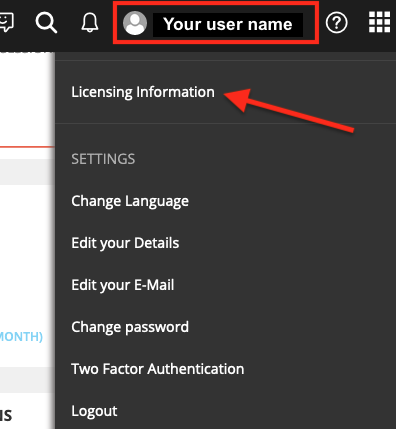 Your user name
Licensing Information
SETTINGS
Change Language
Edit your Details
Edit your E-Mail
MONTH)
Change password
Two Factor Authentication
Logout